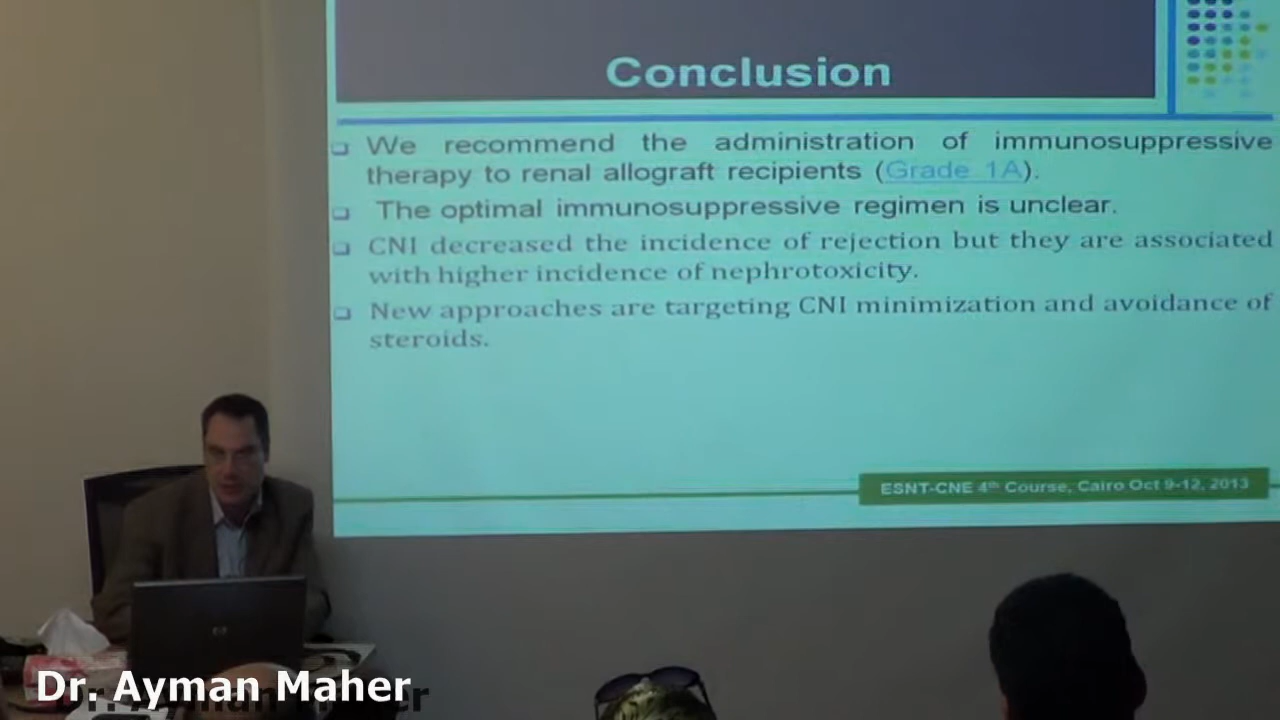 Conclusion
We recommend the administration of immunosuppressive
therapy to renal allograft recipients (Grade 1A).
The optimal immunosuppressive regimen is unclear.
CNI decreased the incidence of rejection but they are associated
with higher incidence of nephrotoxicity.
New approaches are targeting CNI minimization and avoidance of
steroids.
ESNT-CNE 4th Course, Cairo Oct 9-12, 2013
hp
Dr. Ayman Maher